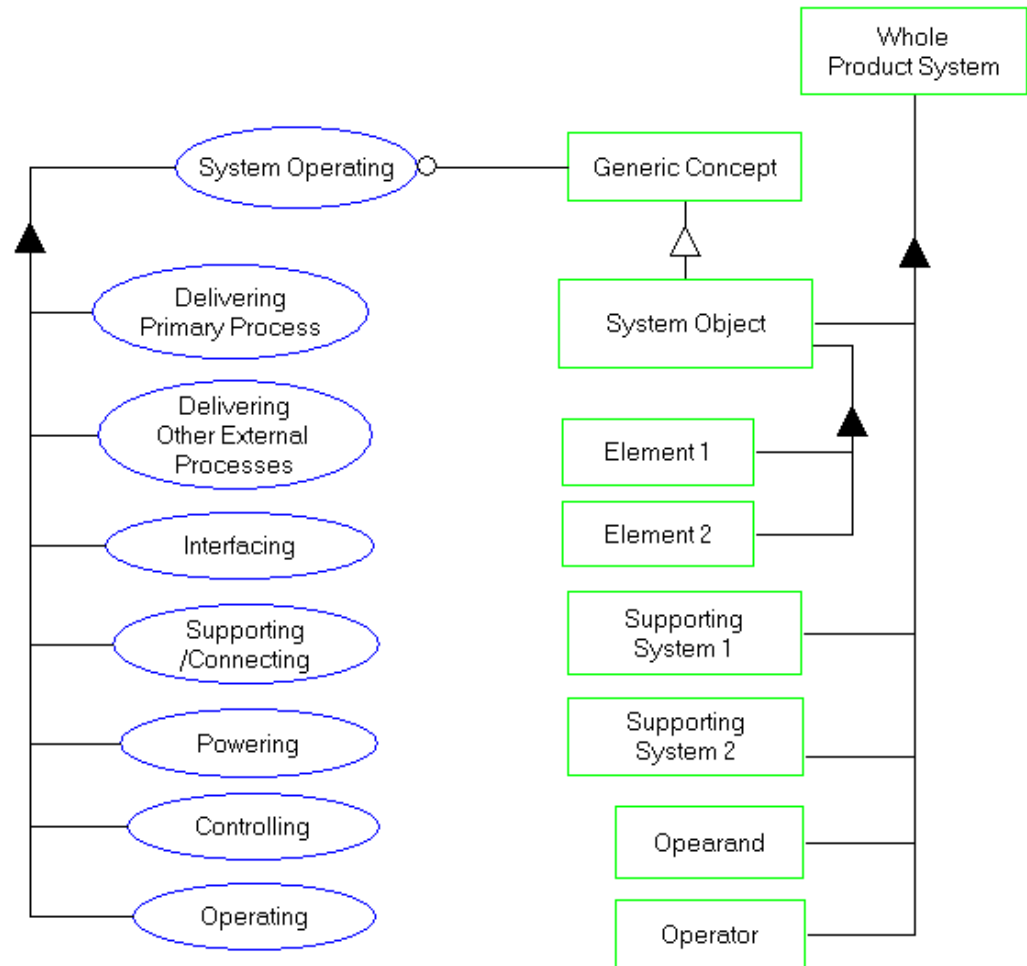 Whole
Product System
System Operating
Generic Concept
Delivering
Primary Process
System Object
Delivering
Other External
Processes
Element 1
Element 2
Interfacing
Supporting
/Connecting
Supporting
System 1
Powering
Supporting
System 2
Controlling
Opearand
Operating
Operator